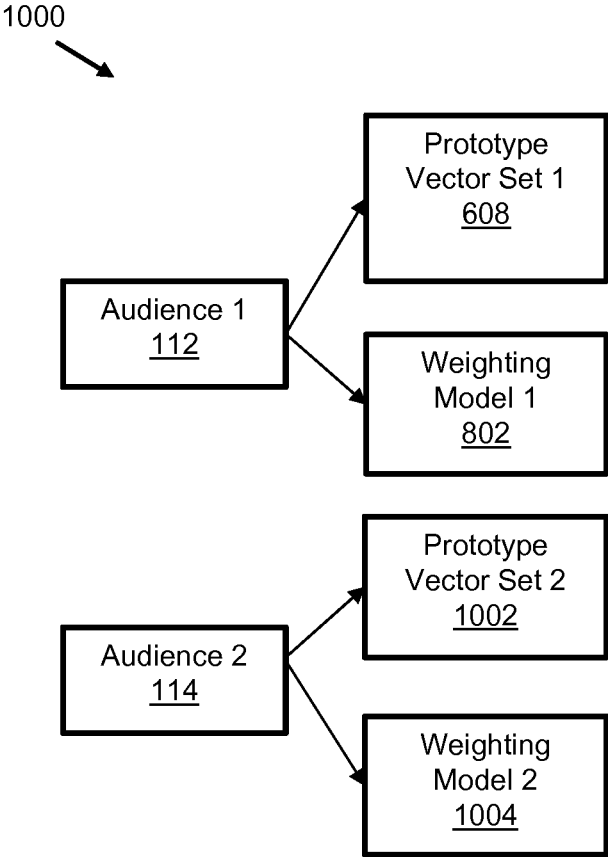 1000
Prototype
Vector Set 1
608
Audience 1
112
Weighting
Model 1
802
Prototype
Vector Set 2
1002
Audience 2
114
Weighting
Model 2
1004